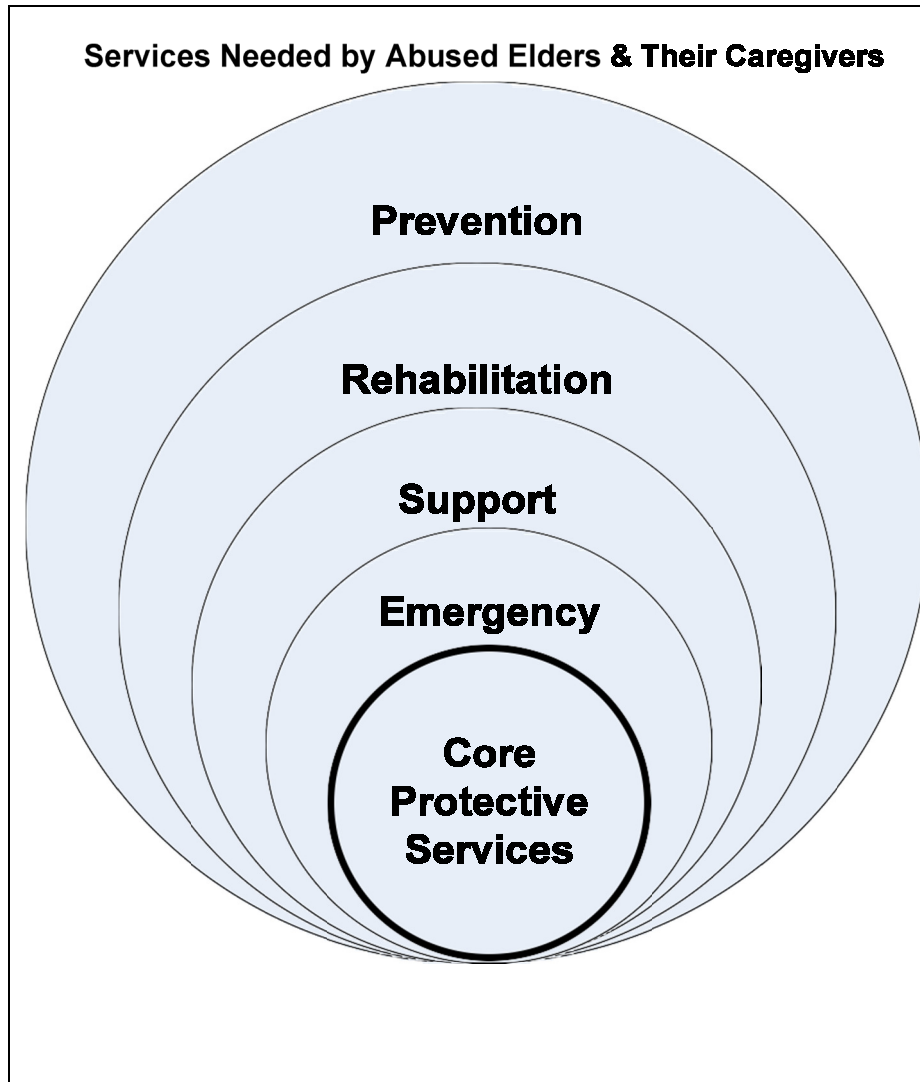 Services Needed by Abused Elders & Their Caregivers
Prevention
Rehabilitation
Support
Emergency
Core
Protective
Services